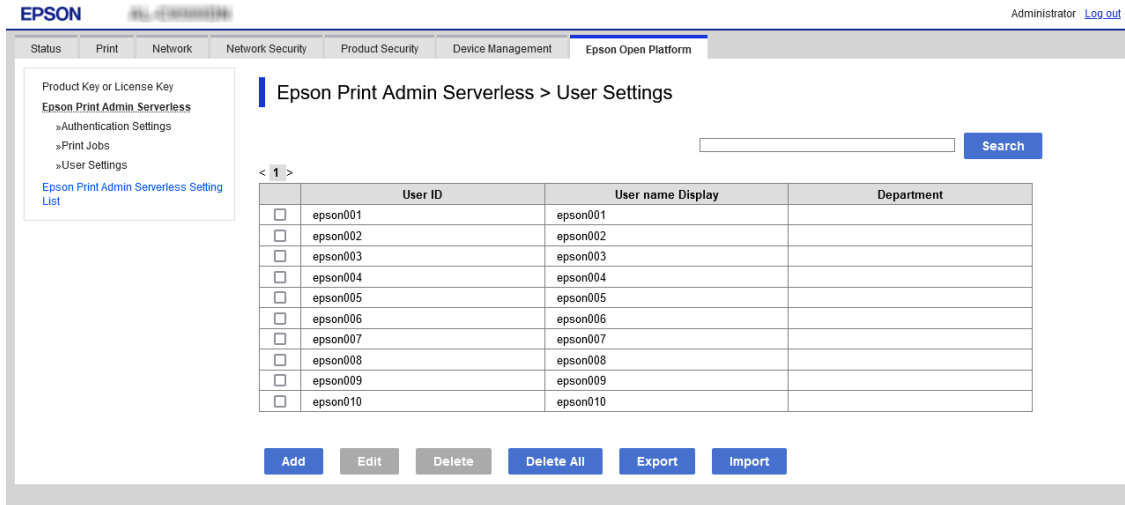 EPSON
Administrator Log out
Status Print Network Network Security Product Security Device Management Epson Open Platform
Product Key or License Key
Epson Print Admin Serverless
»Authentication Settings
»Print Jobs
»User Settings
Epson Print Admin Serverless Setting
List
Epson Print Admin Serverless > User Settings
Search
< 1 >
User ID User name Display Department
epson001 epson001
epson002 epson002
epson003 epson003
epson004 epson004
epson005 epson005
epson006 epson006
epson007 epson007
epson008 epson008
epson009 epson009
epson010 epson010
Add Edit Delete Delete All Export Import